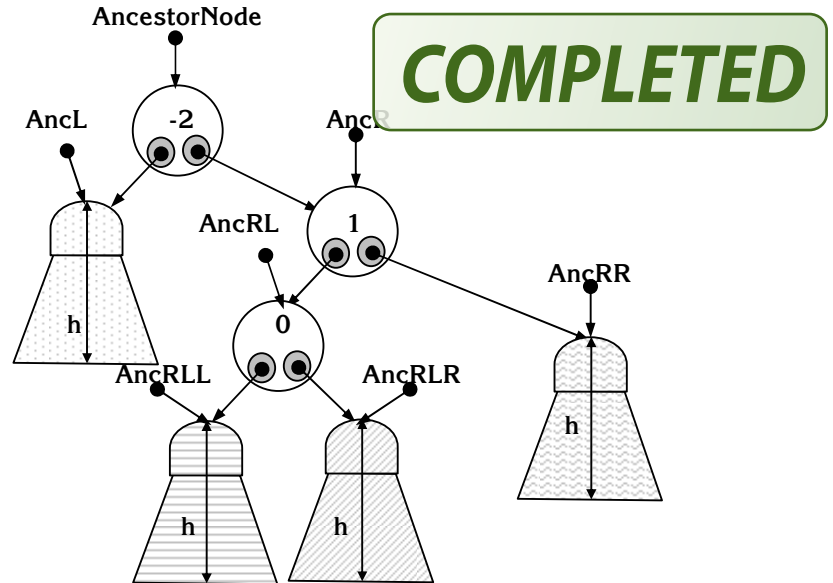 AncestorNode
COMPLETED
-2
AncL
AncR
1
AncRL
AncRR
0
h
AncRLL
AncRLR
h
h
h